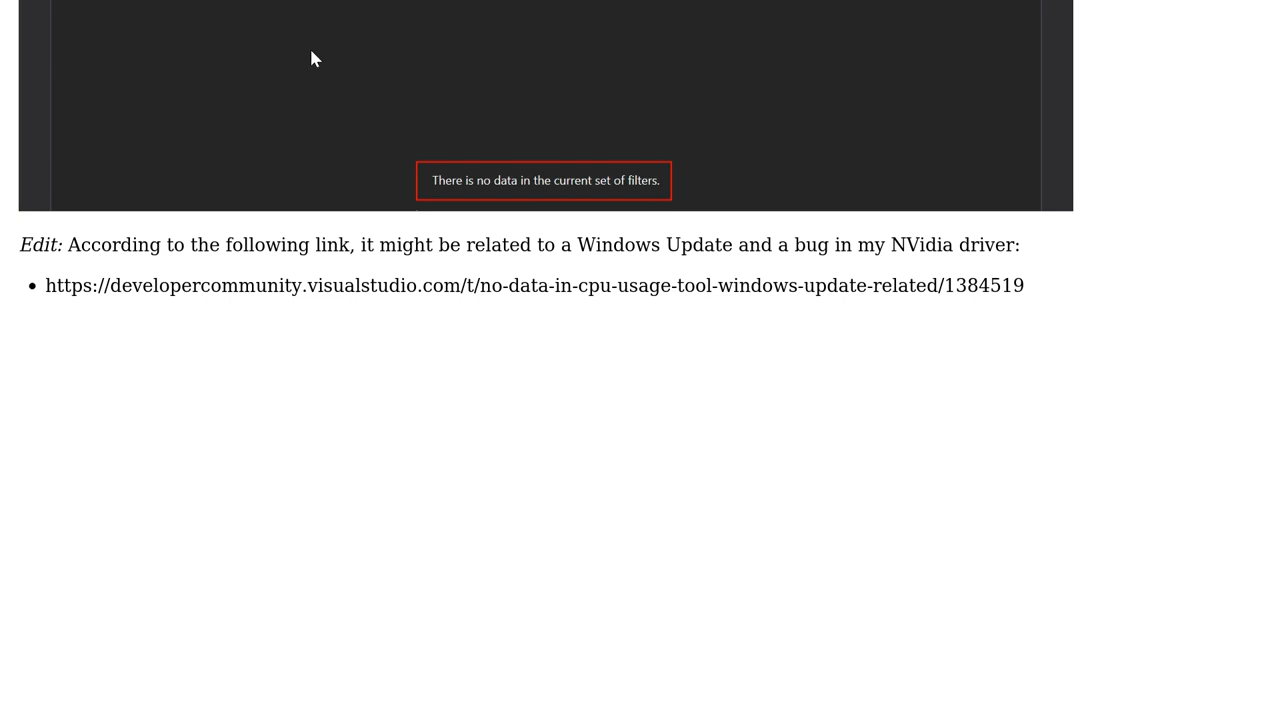 There is no data in the current set of filters.
Edit: According to the following link, it might be related to a Windows Update and a bug in my NVidia driver:
• https://developercommunity.visualstudio.com/t/no-data-in-cpu-usage-tool-windows-update-related/1384519